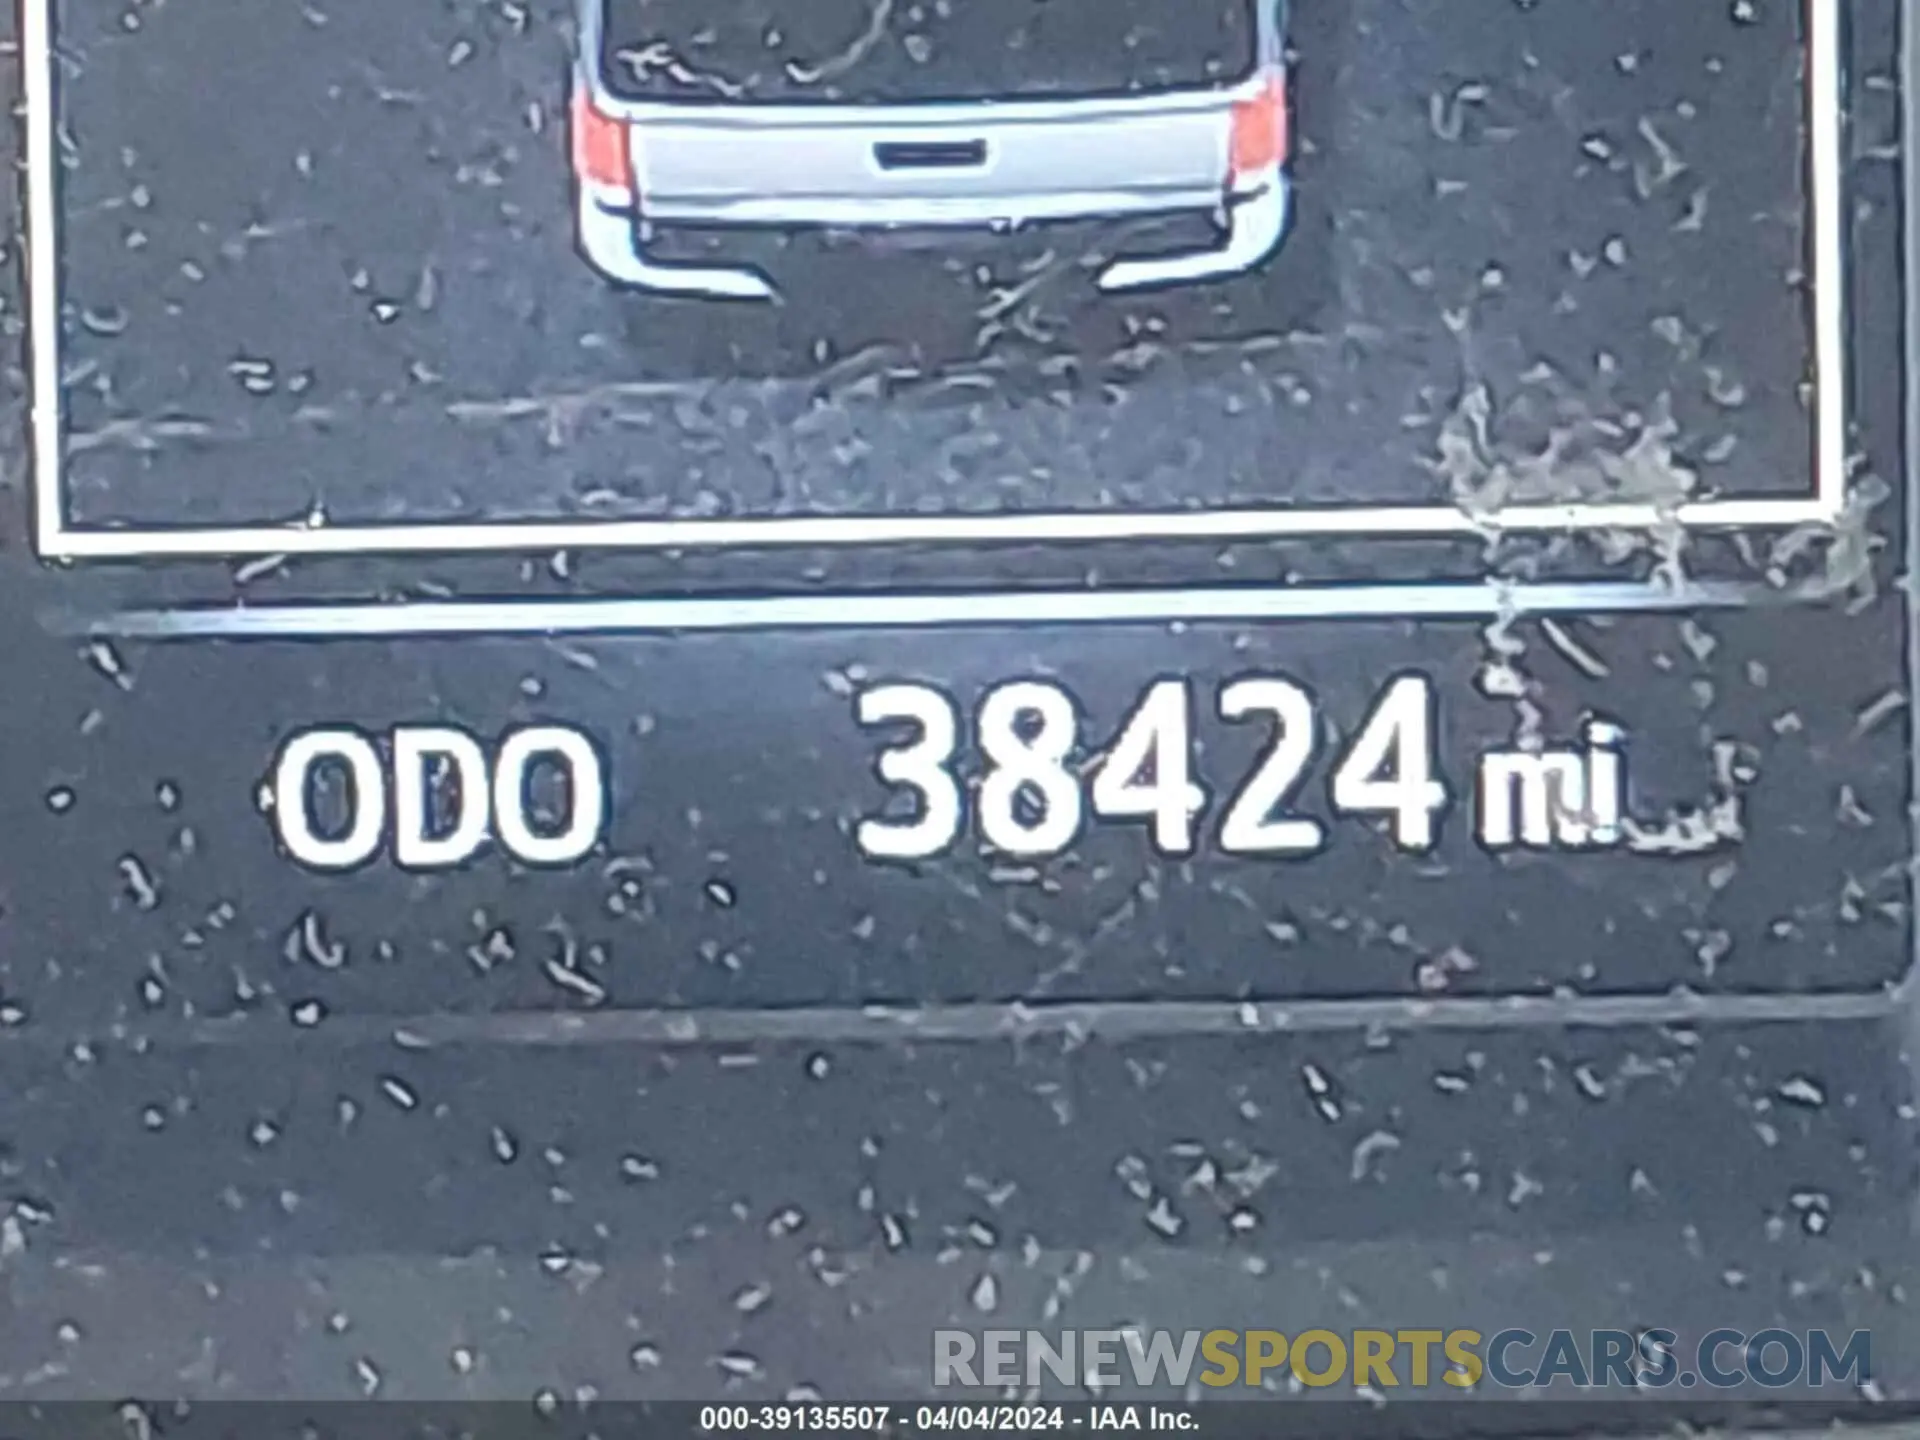 ODO 38424 mi
RENEWSPORTSCARS.COM
000-39135507 - 04/04/2024 - IAA Inc.